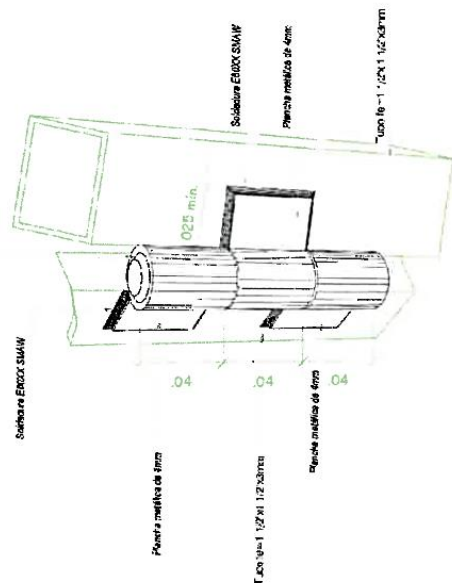 Soldadura E60XX SMAW
Plancha metálica de 4mm
Tubo fe=1 1/2"x1 1/2"x3mm
.025 min.
Soldadura E60XX SMAW
.04
.04
.04
Plancha metálica de 4mm
Tubo fe=1 1/2"x1 1/2"x3mm
Plancha metálica de 4mm